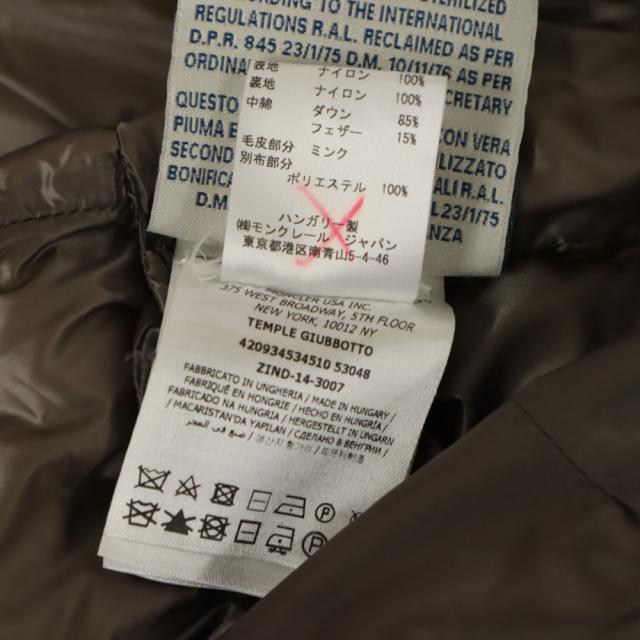 ACCORDING TO THE INTERNATIONAL
REGULATIONS R.A.L. RECLAIMED AS PER
D.P.R. 845 23/1/75 D.M. 10/11/76 AS PER
CRETARY
QUESTO
CON VERA
PIUMA E
ILIZZATO
SECOND
ALI R.A.L.
BONIFICA
L23/1/75
D.M.
ANZA
表地 ナイロン 100%
裏地 ナイロン 100%
中綿 ダウン 85%
フェザー 15%
毛皮部分 ミンク
別布部分
ポリエステル 100%
ハンガリー製
㈱モンクレール・ジャパン
東京都港区南青山5-4-46
USA INC.
375 WEST BROADWAY, 5TH FLOOR
NEW YORK, 10012 NY
TEMPLE GIUBBOTTO
420934534510 53048
ZIND-14-3007
FABBRICATO IN UNGHERIA / MADE IN HUNGARY /
FABRIQUÉ EN HONGRIE / HECHO EN HUNGRÍA /
FABRICADO NA HUNGRIA / HERGESTELLT IN UNGARN
/ MACARISTAN'DA YAPILAN / СДЕЛАНО В ВЕНГРИИ
P